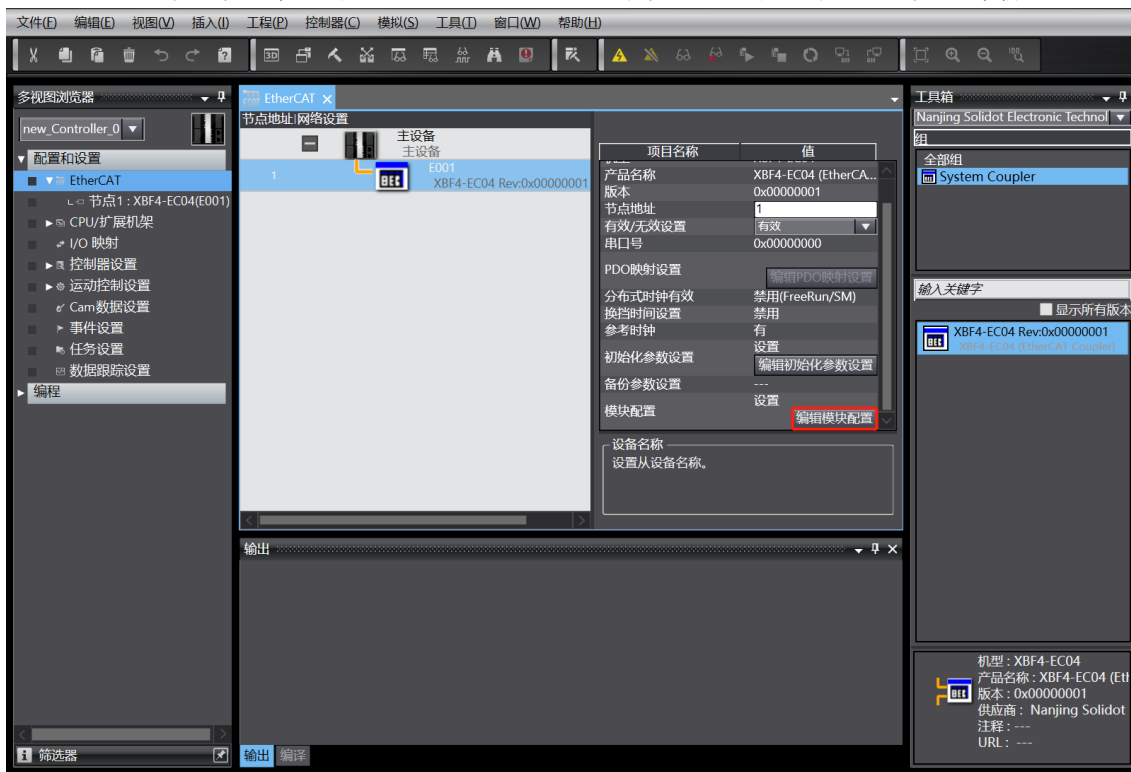 文件(F) 编辑(E) 视图(V) 插入(I) 工程(P) 控制器(C) 模拟(S) 工具(T) 窗口(W) 帮助(H)
多视图浏览器
new_Controller_0
配置和设置
EtherCAT
节点1 : XBF4-EC04(E001)
CPU/扩展机架
I/O 映射
控制器设置
运动控制设置
Cam数据设置
事件设置
任务设置
数据跟踪设置
编程
筛选器
EtherCAT
节点地址|网络设置
主设备
主设备
1
E001
XBF4-EC04 Rev:0x00000001
项目名称 值
产品名称 XBF4-EC04 (EtherCA...
版本 0x00000001
节点地址 1
有效/无效设置 有效
串口号 0x00000000
PDO映射设置
编辑PDO映射设置
分布式时钟有效 禁用(FreeRun/SM)
换挡时间设置 禁用
参考时钟 有
初始化参数设置 设置
编辑初始化参数设置
备份参数设置 ---
模块配置 设置
编辑模块配置
设备名称
设置从设备名称。
输出
输出 编译
工具箱
Nanjing Solidot Electronic Technol
组
全部组
System Coupler
输入关键字
显示所有版本
XBF4-EC04 Rev:0x00000001
XBF4-EC04 (EtherCAT Coupler)
机型 : XBF4-EC04
产品名称 : XBF4-EC04 (Eth
版本 : 0x00000001
供应商 : Nanjing Solidot
注释 : ---
URL : ---